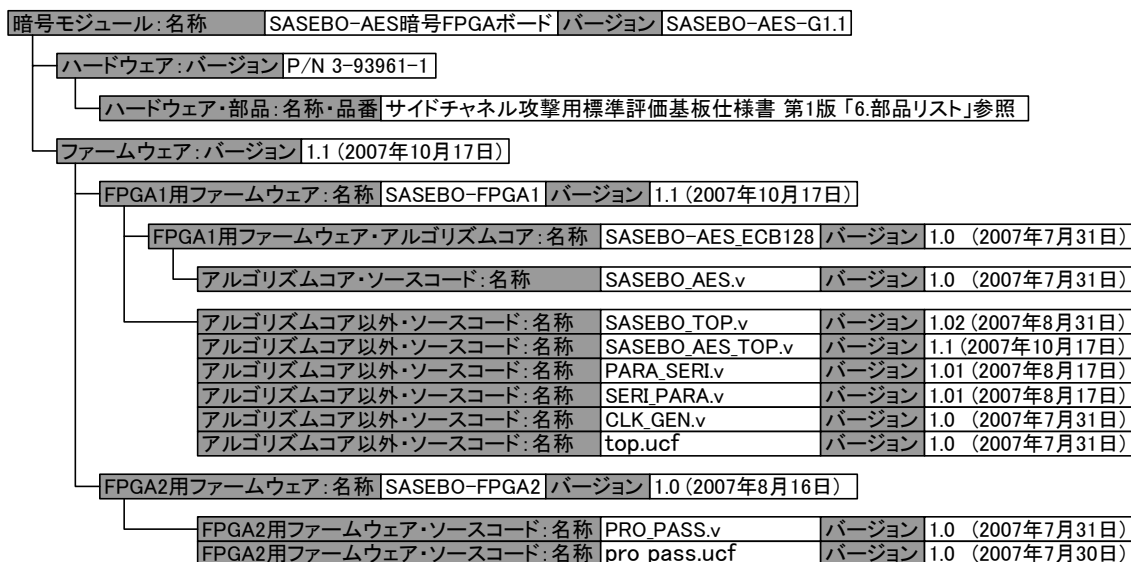 暗号モジュール:名称 SASEBO-AES暗号FPGAボード バージョン SASEBO-AES-G1.1
ハードウェア:バージョン P/N 3-93961-1
ハードウェア・部品:名称・品番 サイドチャネル攻撃用標準評価基板仕様書 第1版 「6.部品リスト」参照
ファームウェア:バージョン 1.1 (2007年10月17日)
FPGA1用ファームウェア:名称 SASEBO-FPGA1 バージョン 1.1 (2007年10月17日)
FPGA1用ファームウェア・アルゴリズムコア:名称 SASEBO-AES_ECB128 バージョン 1.0 (2007年7月31日)
アルゴリズムコア・ソースコード:名称 SASEBO_AES.v バージョン 1.0 (2007年7月31日)
アルゴリズムコア以外・ソースコード:名称 SASEBO_TOP.v バージョン 1.02 (2007年8月31日)
アルゴリズムコア以外・ソースコード:名称 SASEBO_AES_TOP.v バージョン 1.1 (2007年10月17日)
アルゴリズムコア以外・ソースコード:名称 PARA_SERI.v バージョン 1.01 (2007年8月17日)
アルゴリズムコア以外・ソースコード:名称 SERI_PARA.v バージョン 1.01 (2007年8月17日)
アルゴリズムコア以外・ソースコード:名称 CLK_GEN.v バージョン 1.0 (2007年7月31日)
アルゴリズムコア以外・ソースコード:名称 top.ucf バージョン 1.0 (2007年7月31日)
FPGA2用ファームウェア:名称 SASEBO-FPGA2 バージョン 1.0 (2007年8月16日)
FPGA2用ファームウェア・ソースコード:名称 PRO_PASS.v バージョン 1.0 (2007年7月31日)
FPGA2用ファームウェア・ソースコード:名称 pro_pass.ucf バージョン 1.0 (2007年7月30日)